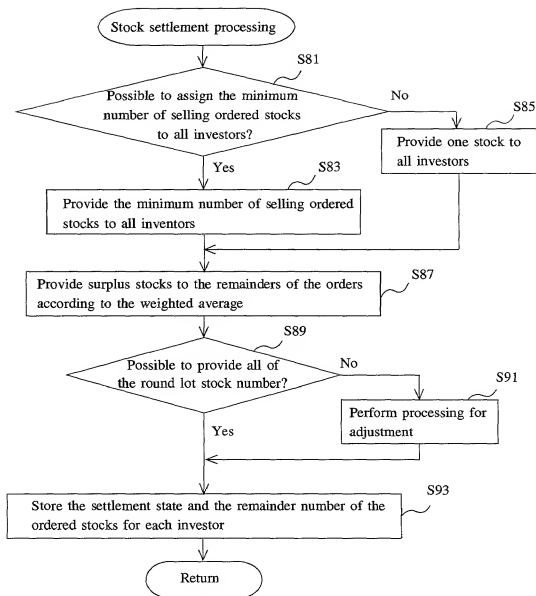 Stock settlement processing
S81
Possible to assign the minimum
number of selling ordered stocks
to all investors?
No
S85
Provide one stock to
all investors
Yes
S83
Provide the minimum number of selling ordered
stocks to all inventors
Provide surplus stocks to the remainders of the orders
according to the weighted average
S87
S89
Possible to provide all of
the round lot stock number?
No
S91
Perform processing for
adjustment
Yes
S93
Store the settlement state and the remainder number of the
ordered stocks for each investor
Return